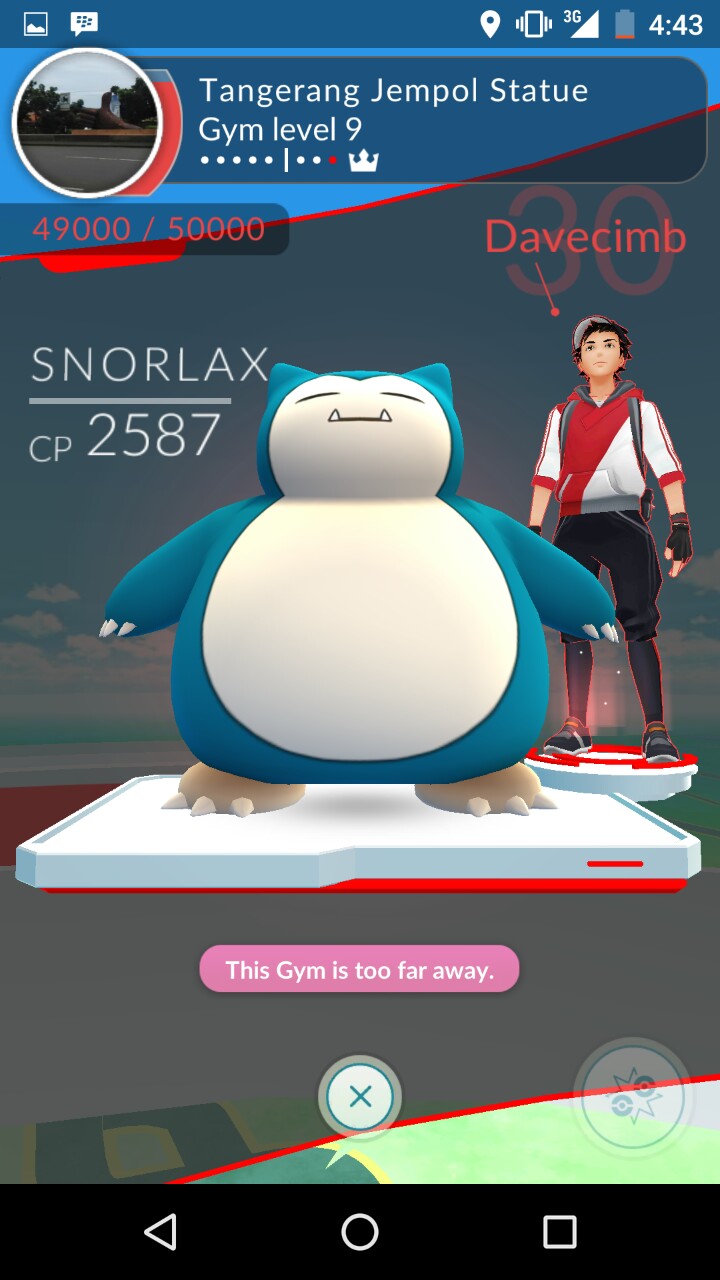 3G 4:43
Tangerang Jempol Statue
Gym level 9
49000 / 50000
30
Davecimb
SNORLAX
CP 2587
This Gym is too far away.